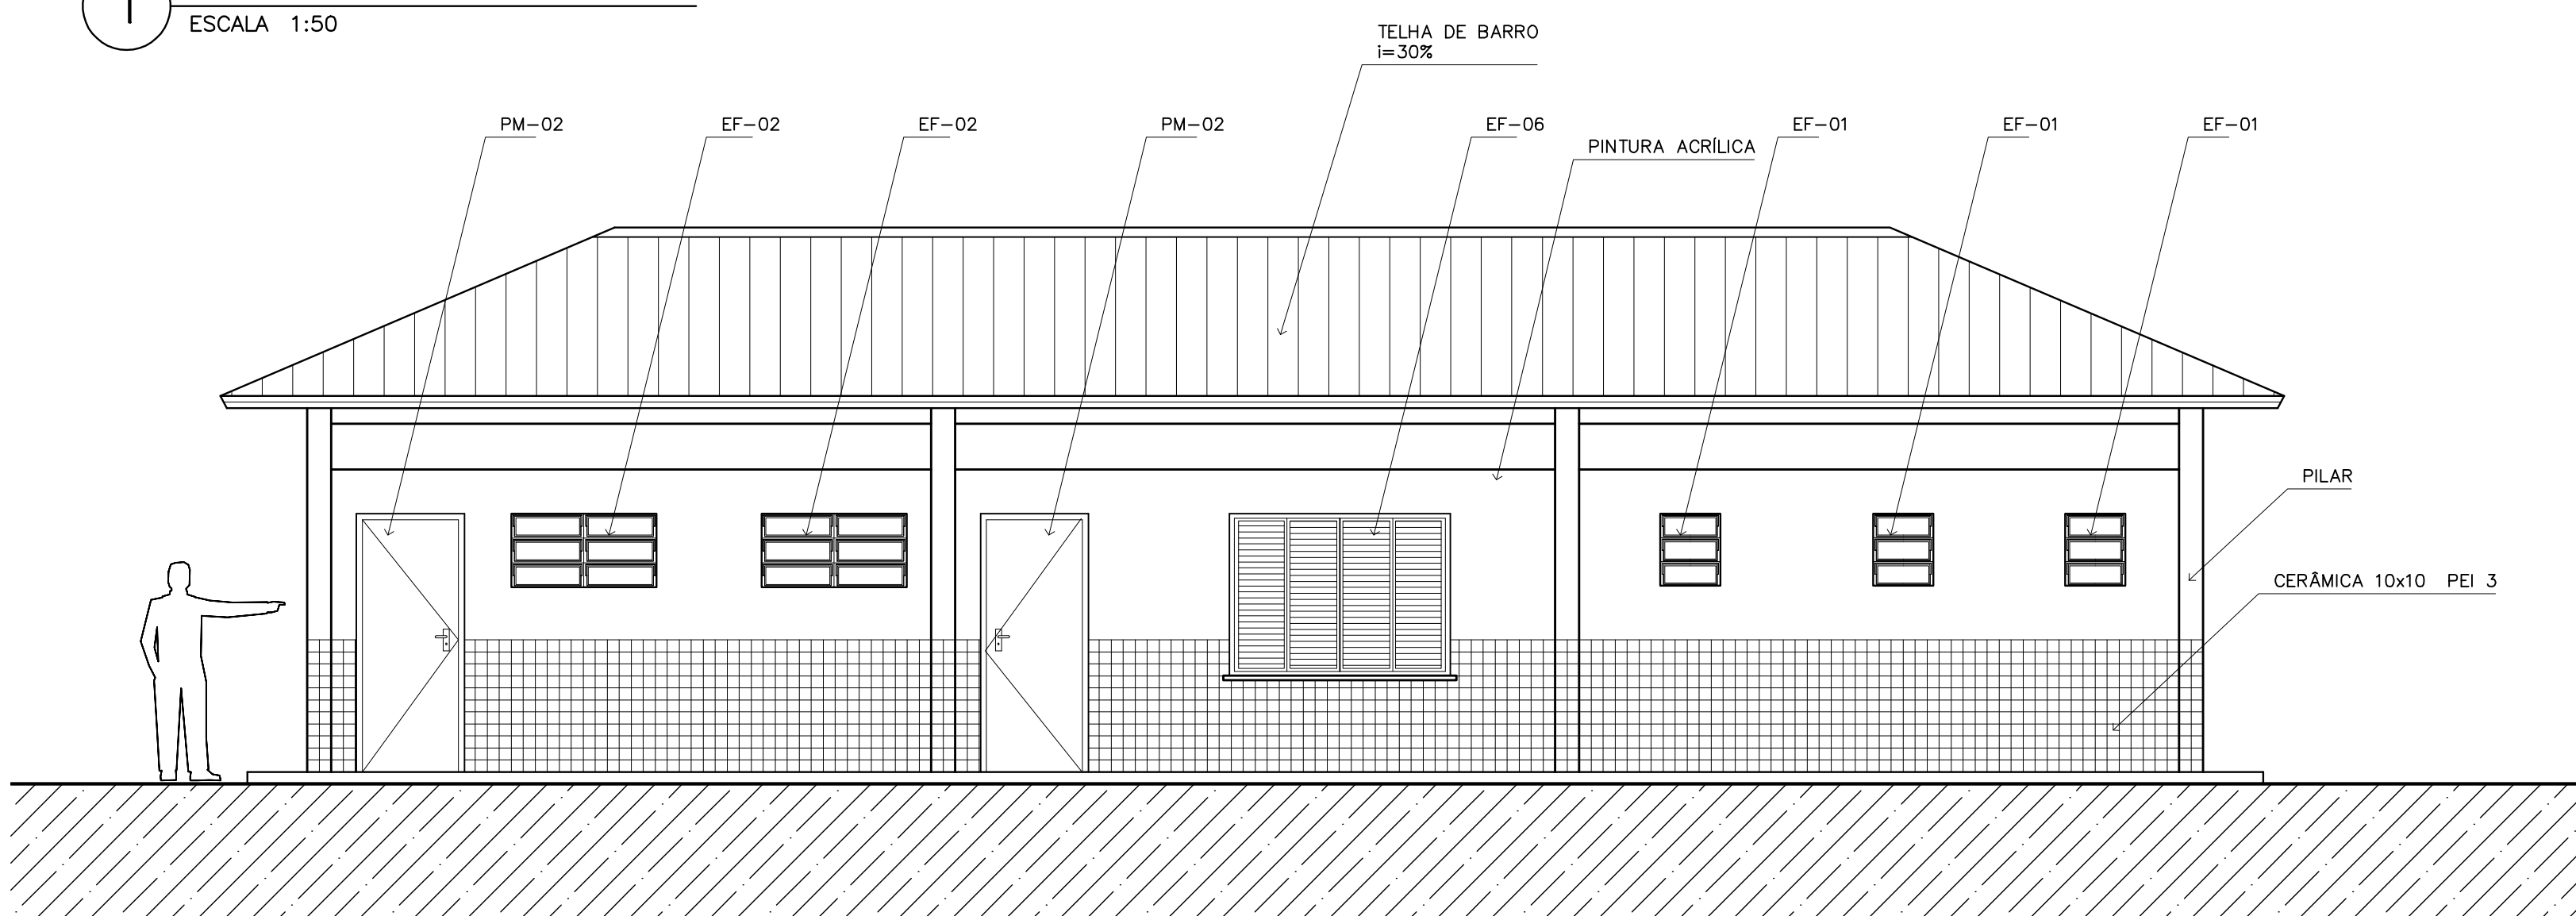 1
ESCALA 1:50
TELHA DE BARRO
i=30%
PM-02
EF-02
EF-02
PM-02
EF-06
PINTURA ACRÍLICA
EF-01
EF-01
EF-01
PILAR
CERÂMICA 10x10 PEI 3